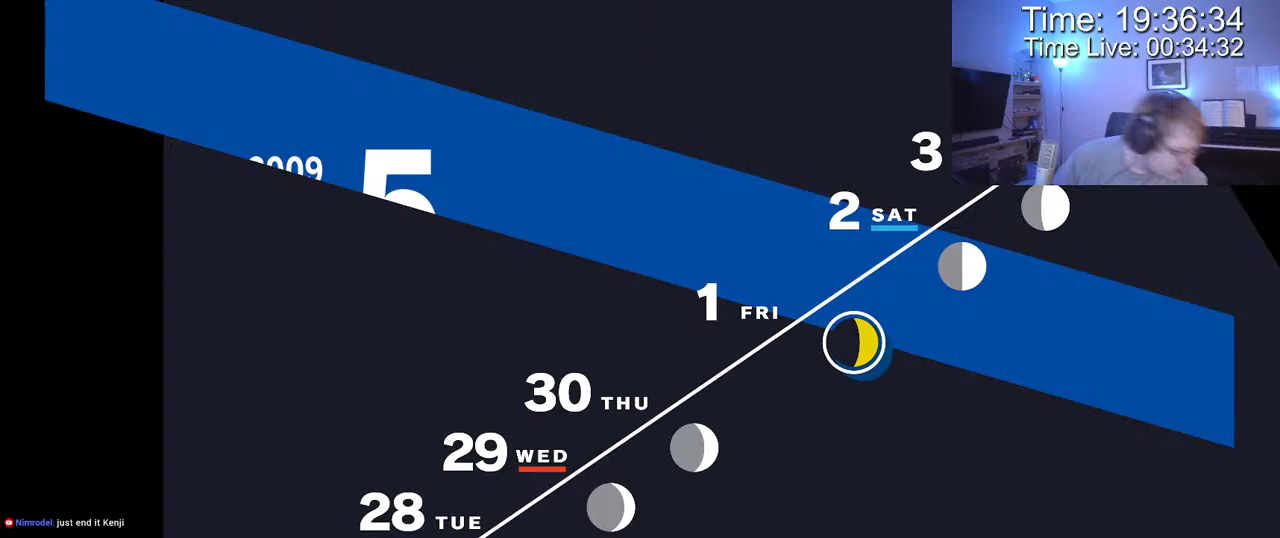 Time: 19:36:34
Time Live: 00:34:32
2009
5
3
2 SAT
1 FRI
30 THU
29 WED
28 TUE
Nimrodel: just end it Kenji